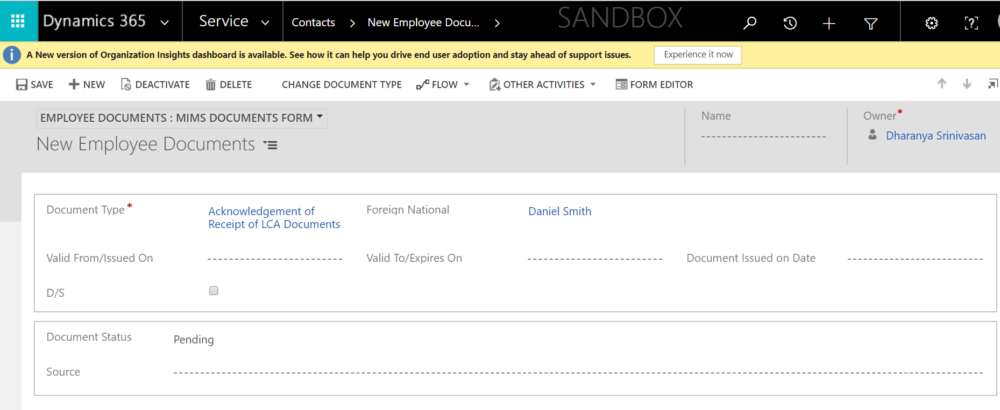 Dynamics 365 Service Contacts New Employee Docu... SANDBOX
A New version of Organization Insights dashboard is available. See how it can help you drive end user adoption and stay ahead of support issues. Experience it now
SAVE NEW DEACTIVATE DELETE CHANGE DOCUMENT TYPE FLOW OTHER ACTIVITIES FORM EDITOR
EMPLOYEE DOCUMENTS : MIMS DOCUMENTS FORM
New Employee Documents
Name
Owner*
Dharanya Srinivasan
Document Type* Acknowledgement of
Receipt of LCA Documents
Foreign National Daniel Smith
Valid From/Issued On Valid To/Expires On Document Issued on Date
D/S
Document Status Pending
Source